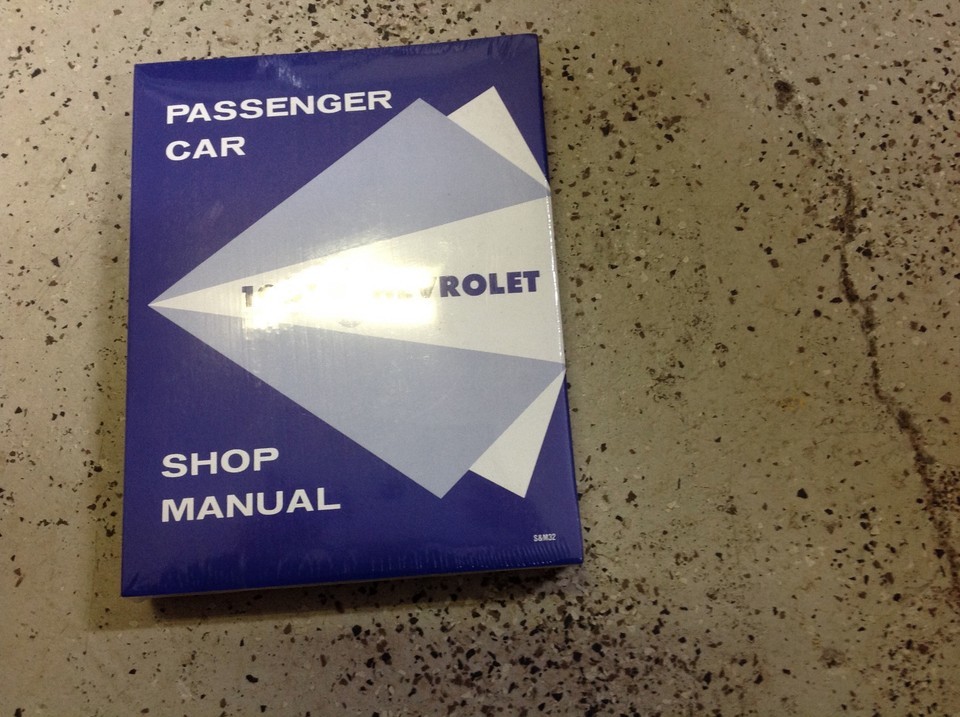 PASSENGER
CAR
SHOP
MANUAL
S&M32